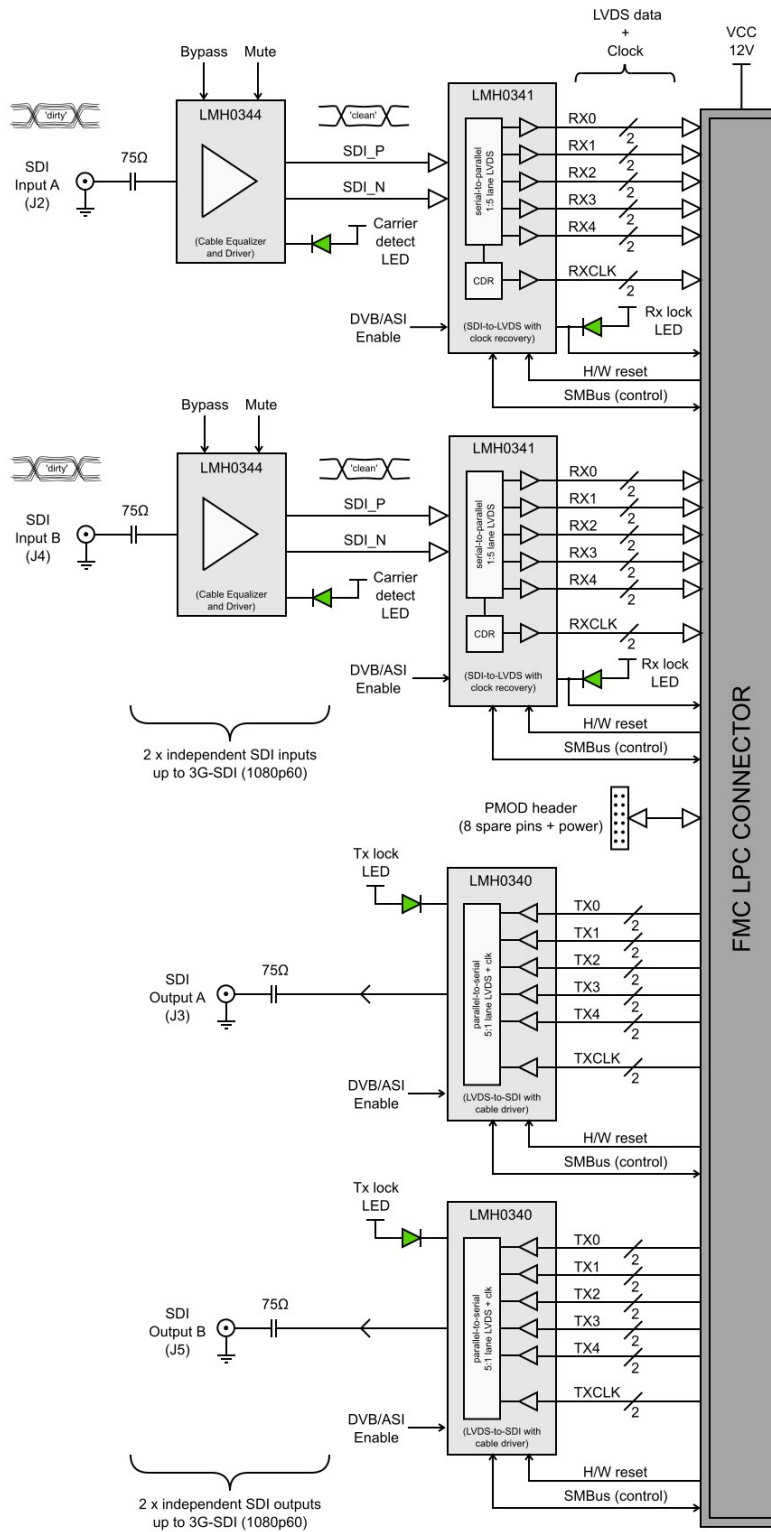 LVDS data
+
Clock
VCC
12V
Bypass
Mute
'dirty'
LMH0344
'clean'
LMH0341
SDI
Input A
(J2)
75Ω
SDI_P
SDI_N
(Cable Equalizer
and Driver)
Carrier
detect
LED
serial-to-parallel
1:5 lane LVDS
CDR
RX0
2
RX1
2
RX2
2
RX3
2
RX4
2
RXCLK
2
DVB/ASI
Enable
(SDI-to-LVDS with
clock recovery)
Rx lock
LED
H/W reset
SMBus (control)
Bypass
Mute
'dirty'
LMH0344
'clean'
LMH0341
SDI
Input B
(J4)
75Ω
SDI_P
SDI_N
(Cable Equalizer
and Driver)
Carrier
detect
LED
serial-to-parallel
1:5 lane LVDS
CDR
RX0
2
RX1
2
RX2
2
RX3
2
RX4
2
RXCLK
2
DVB/ASI
Enable
(SDI-to-LVDS with
clock recovery)
Rx lock
LED
H/W reset
SMBus (control)
2 x independent SDI inputs
up to 3G-SDI (1080p60)
PMOD header
(8 spare pins + power)
FMC LPC CONNECTOR
Tx lock
LED
LMH0340
SDI
Output A
(J3)
75Ω
parallel-to-serial
5:1 lane LVDS + clk
TX0
2
TX1
2
TX2
2
TX3
2
TX4
2
TXCLK
2
DVB/ASI
Enable
(LVDS-to-SDI with
cable driver)
H/W reset
SMBus (control)
Tx lock
LED
LMH0340
SDI
Output B
(J5)
75Ω
parallel-to-serial
5:1 lane LVDS + clk
TX0
2
TX1
2
TX2
2
TX3
2
TX4
2
TXCLK
2
DVB/ASI
Enable
(LVDS-to-SDI with
cable driver)
H/W reset
SMBus (control)
2 x independent SDI outputs
up to 3G-SDI (1080p60)